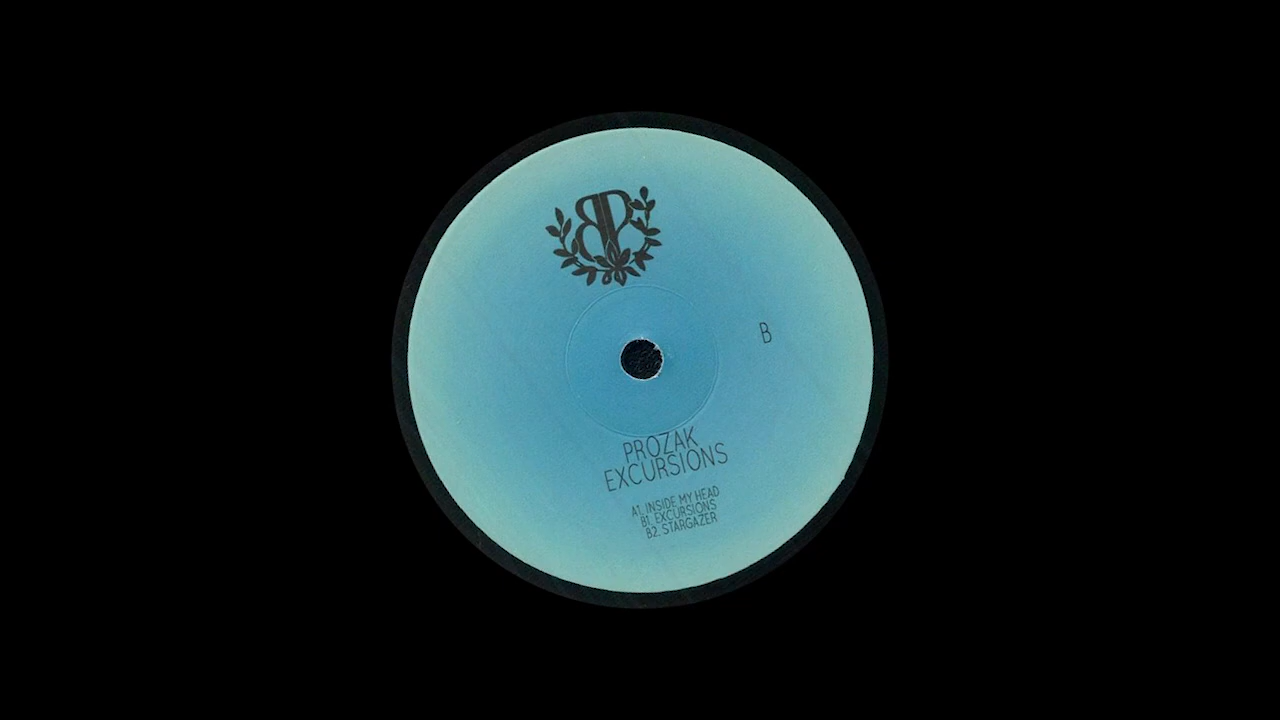 B
PROZAK
EXCURSIONS
A1. INSIDE MY HEAD
B1. EXCURSIONS
B2. STARGAZER